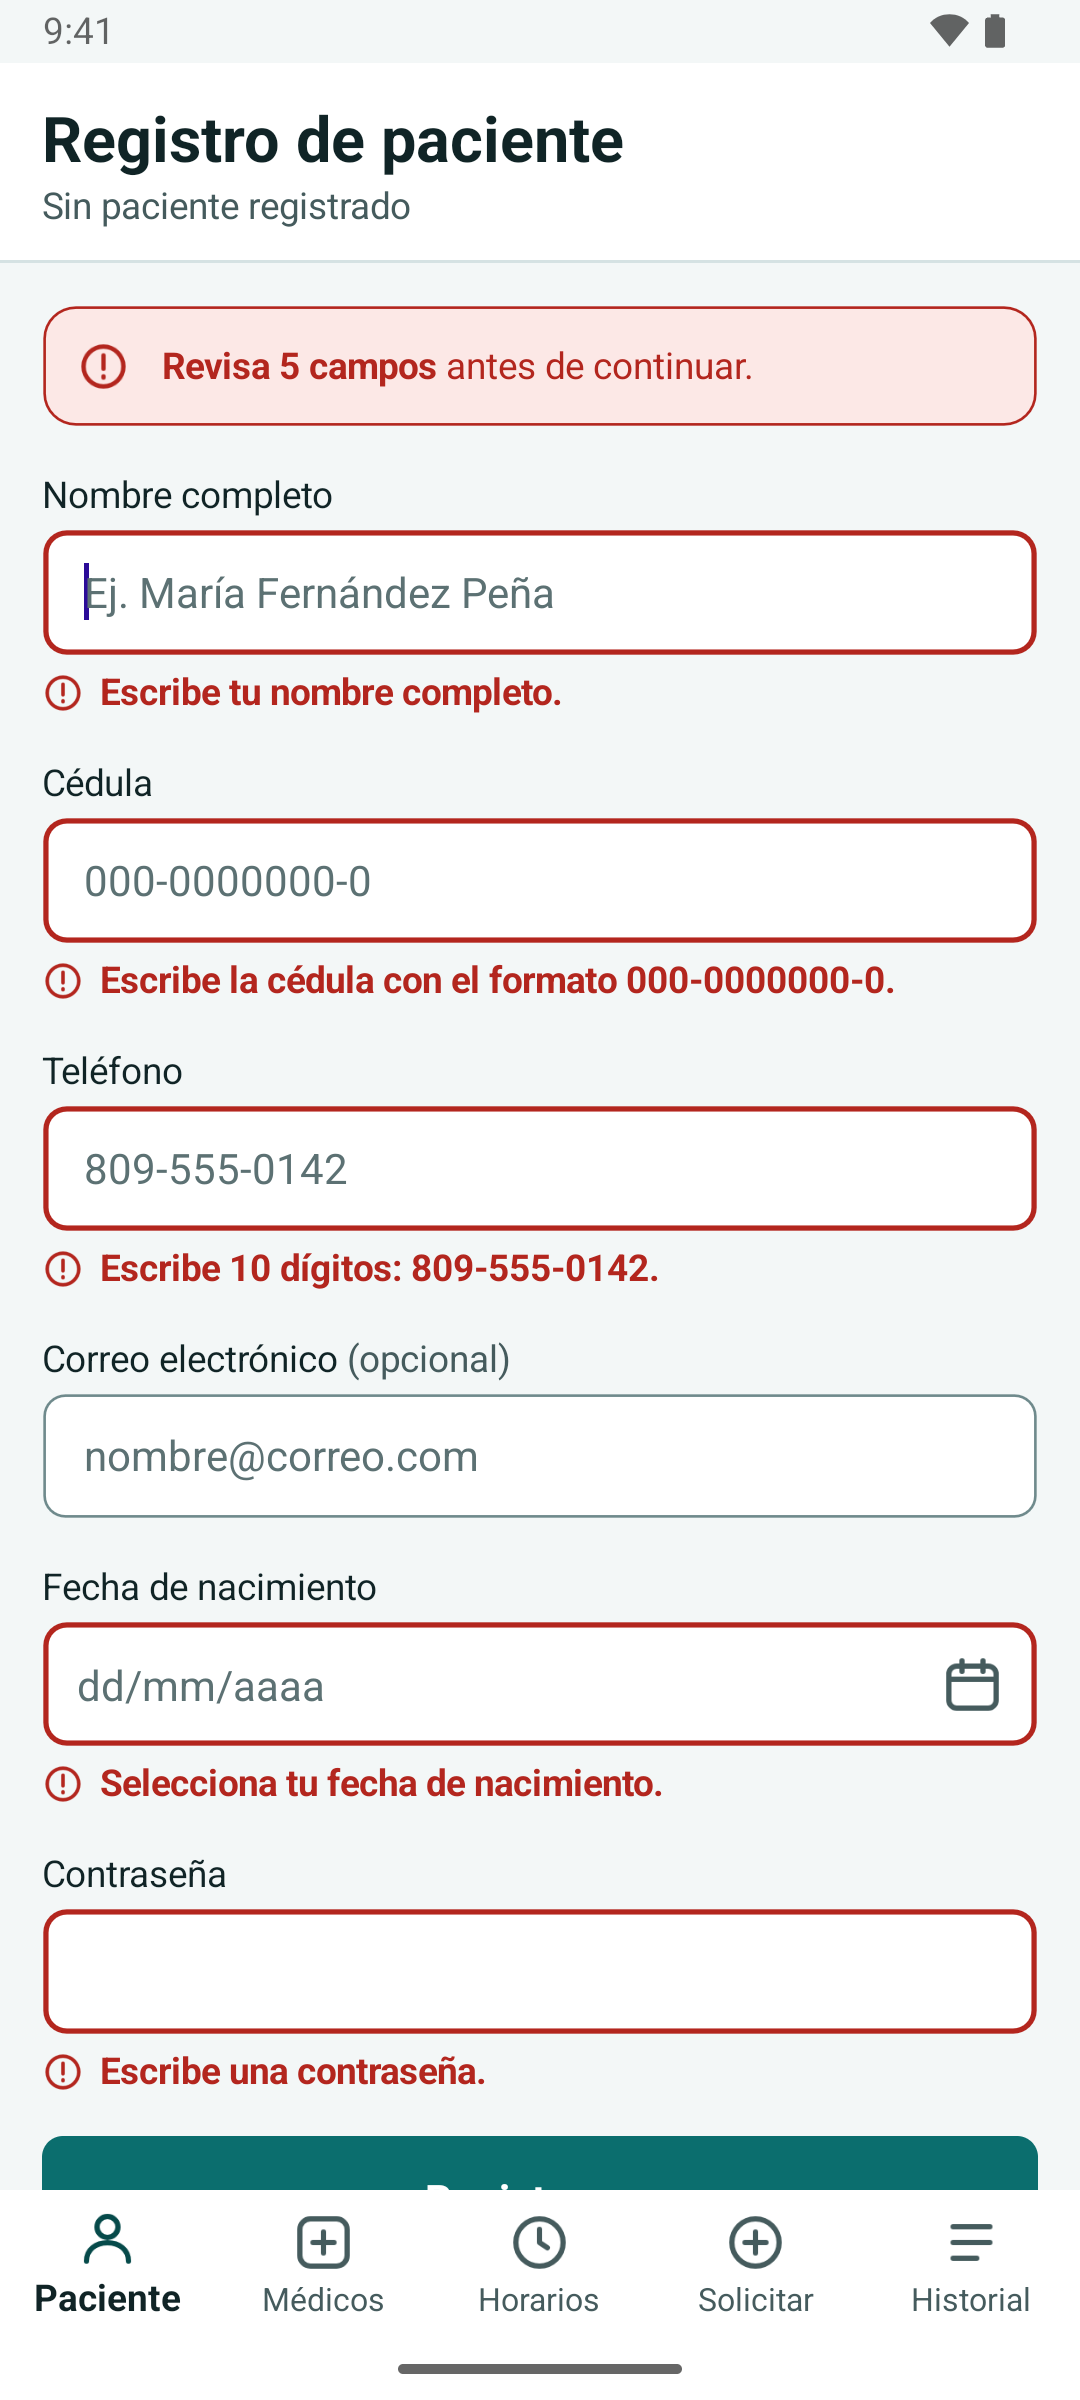 9:41
Registro de paciente
Sin paciente registrado
Revisa 5 campos antes de continuar.
Nombre completo
Ej. María Fernández Peña
Escribe tu nombre completo.
Cédula
000-0000000-0
Escribe la cédula con el formato 000-0000000-0.
Teléfono
809-555-0142
Escribe 10 dígitos: 809-555-0142.
Correo electrónico (opcional)
nombre@correo.com
Fecha de nacimiento
dd/mm/aaaa
Selecciona tu fecha de nacimiento.
Contraseña
Escribe una contraseña.
Paciente
Médicos
Horarios
Solicitar
Historial